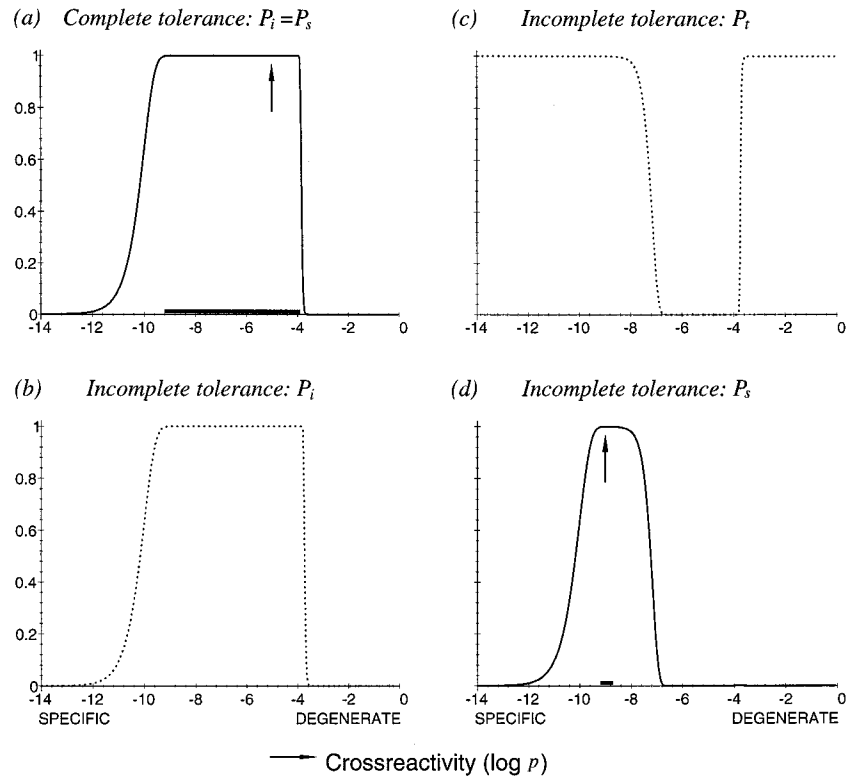 (a) Complete tolerance: Pi =Ps
1
0.8
0.6
0.4
0.2
0
-14 -12 -10 -8 -6 -4 -2 0
(c) Incomplete tolerance: Pt
-14 -12 -10 -8 -6 -4 -2 0
(b) Incomplete tolerance: Pi
1
0.8
0.6
0.4
0.2
0
-14 -12 -10 -8 -6 -4 -2 0
SPECIFIC DEGENERATE
(d) Incomplete tolerance: Ps
-14 -12 -10 -8 -6 -4 -2 0
SPECIFIC DEGENERATE
Crossreactivity (log p)